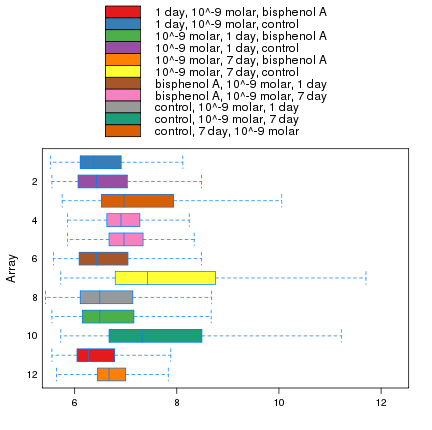 1 day, 10^-9 molar, bisphenol A
1 day, 10^-9 molar, control
10^-9 molar, 1 day, bisphenol A
10^-9 molar, 1 day, control
10^-9 molar, 7 day, bisphenol A
10^-9 molar, 7 day, control
bisphenol A, 10^-9 molar, 1 day
bisphenol A, 10^-9 molar, 7 day
control, 10^-9 molar, 1 day
control, 10^-9 molar, 7 day
control, 7 day, 10^-9 molar
Array
2
4
6
8
10
12
6 8 10 12